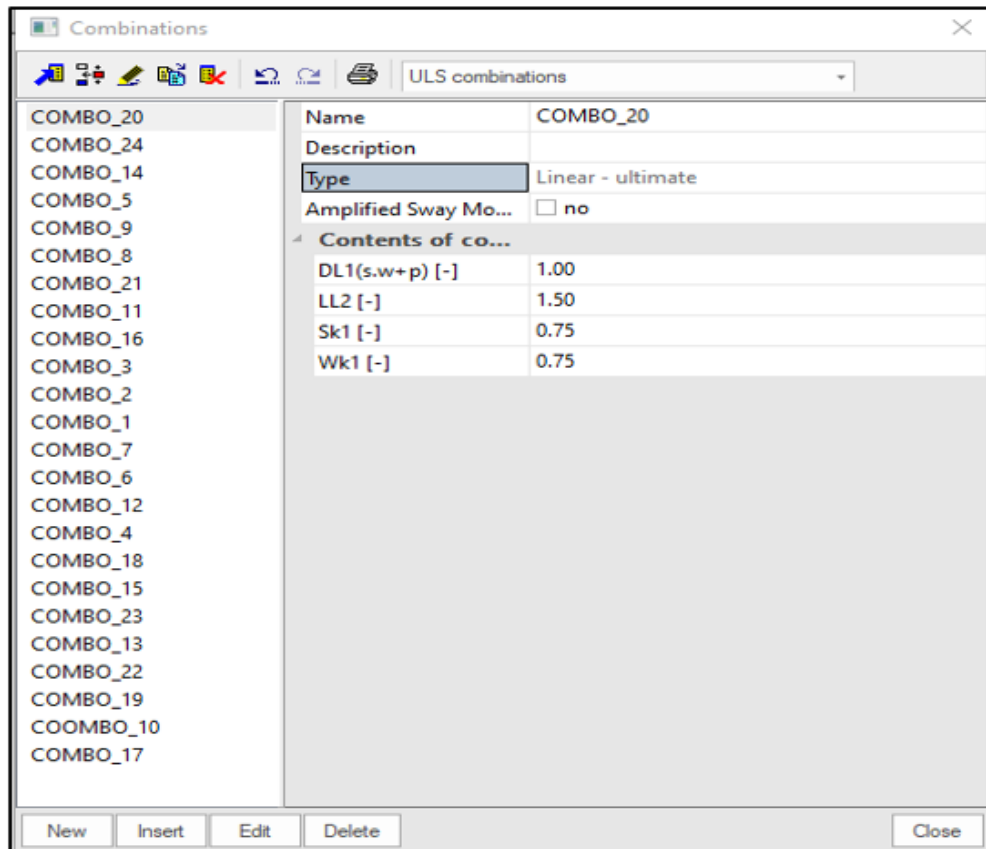 Combinations
ULS combinations
COMBO_20
COMBO_24
COMBO_14
COMBO_5
COMBO_9
COMBO_8
COMBO_21
COMBO_11
COMBO_16
COMBO_3
COMBO_2
COMBO_1
COMBO_7
COMBO_6
COMBO_12
COMBO_4
COMBO_18
COMBO_15
COMBO_23
COMBO_13
COMBO_22
COMBO_19
COOMBO_10
COMBO_17
Name COMBO_20
Description
Type Linear - ultimate
Amplified Sway Mo... no
Contents of co...
DL1(s.w+p) [-] 1.00
LL2 [-] 1.50
Sk1 [-] 0.75
Wk1 [-] 0.75
New Insert Edit Delete Close